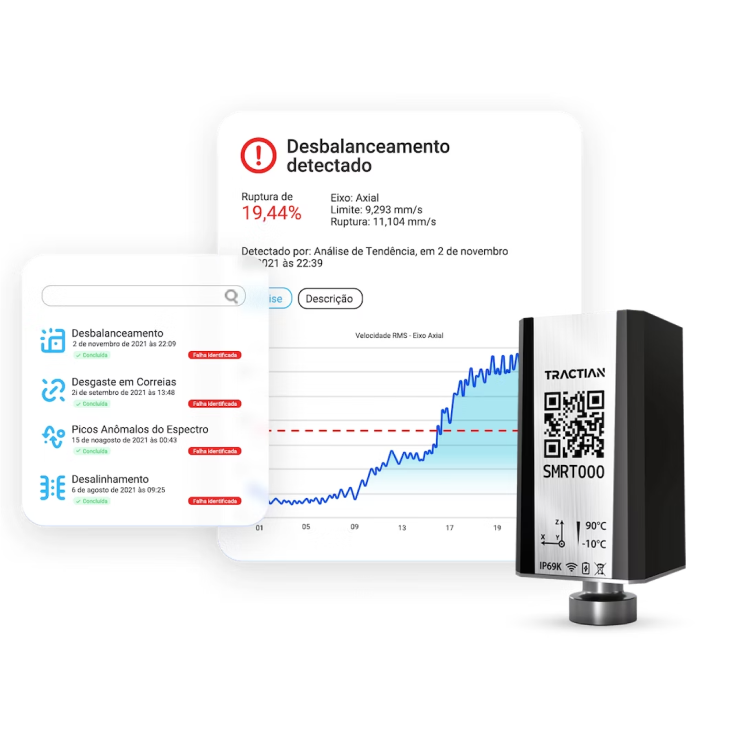 Desbalanceamento
detectado
Ruptura de
19,44%
Eixo: Axial
Limite: 9,293 mm/s
Ruptura: 11,104 mm/s
Detectado por: Análise de Tendência, em 2 de novembro
2021 às 22:39
Descrição
Velocidade RMS - Eixo Axial
01 05 09 13 17 19
Desbalanceamento
2 de novembro de 2021 às 22:09
✓ Concluída
Falha identificada
Desgaste em Correias
2i de setembro de 2021 às 13:48
✓ Concluída
Falha identificada
Picos Anômalos do Espectro
15 de noagosto de 2021 às 00:43
✓ Concluída
Falha identificada
Desalinhamento
6 de agosto de 2021 às 09:25
✓ Concluída
Falha identificada
TRACTIAN
SMRT000
Z
X Y
90°C
-10°C
IP69K